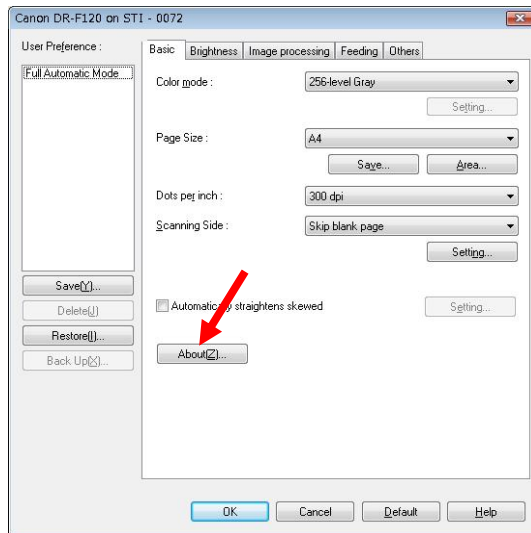 Canon DR-F120 on STI - 0072
User Preference :
Full Automatic Mode
Save(Y)...
Delete(J)
Restore(I)...
Back Up(X)...
Basic Brightness Image processing Feeding Others
Color mode : 256-level Gray
Setting...
Page Size : A4
Save... Area...
Dots per inch : 300 dpi
Scanning Side : Skip blank page
Setting...
Automatically straightens skewed Setting...
About(Z)...
OK Cancel Default Help